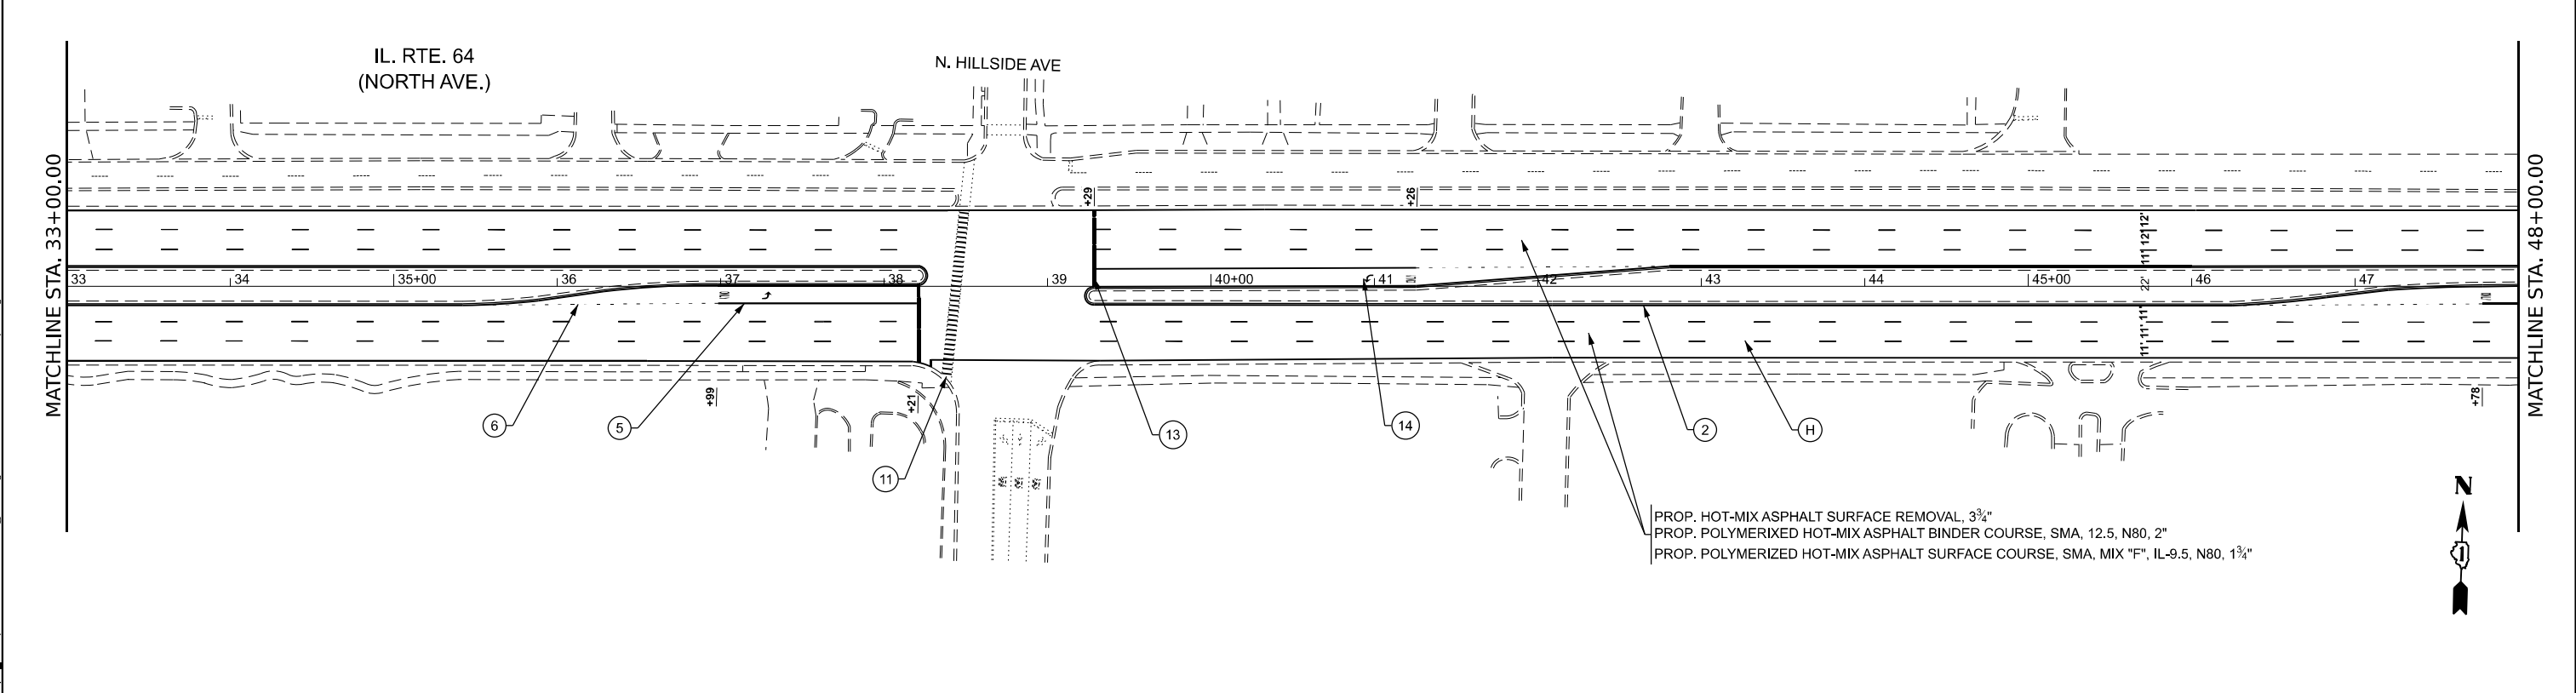 IL. RTE. 64
(NORTH AVE.)
N. HILLSIDE AVE
MATCHLINE STA. 33+00.00
MATCHLINE STA. 48+00.00
+29
+26
11' 12' 12'
33
34
35+00
36
37
38
39
40+00
41
42
43
44
45+00
46
47
22'
11' 11' 11'
+99
+21
+78
6
5
11
13
14
2
H
PROP. HOT-MIX ASPHALT SURFACE REMOVAL, 3¾"
PROP. POLYMERIXED HOT-MIX ASPHALT BINDER COURSE, SMA, 12.5, N80, 2"
PROP. POLYMERIZED HOT-MIX ASPHALT SURFACE COURSE, SMA, MIX "F", IL-9.5, N80, 1¾"
N
1